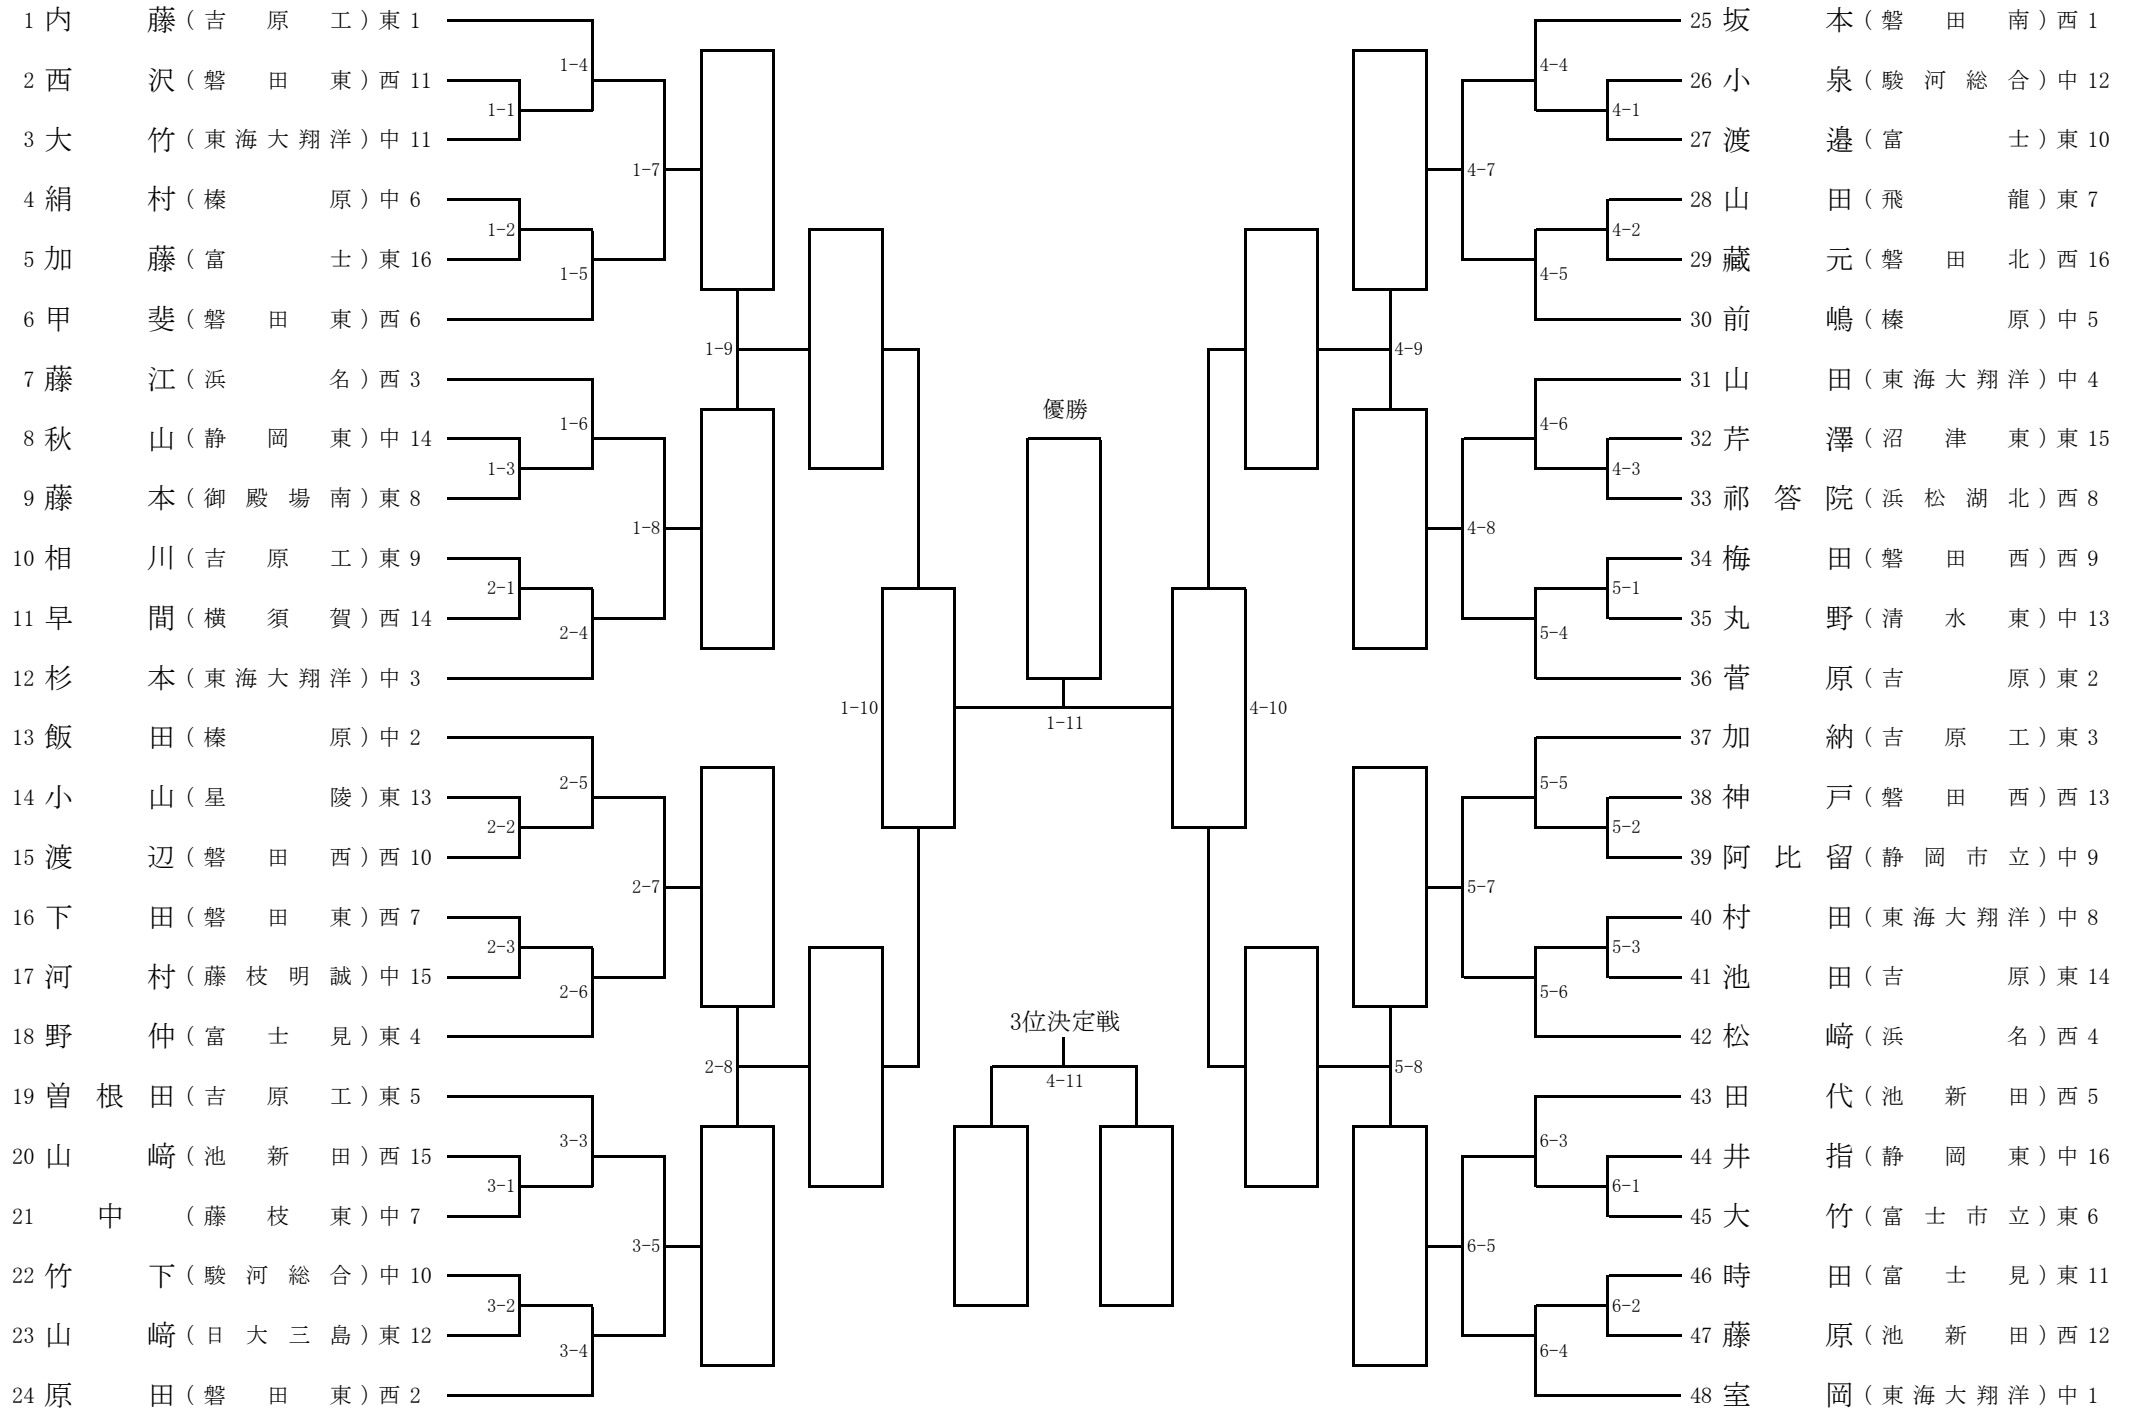 1 内藤（吉原工）東 1
2 西沢（磐田東）西 11
3 大竹（東海大翔洋）中 11
4 絹村（榛原）中 6
5 加藤（富士）東 16
6 甲斐（磐田東）西 6
7 藤江（浜名）西 3
8 秋山（静岡東）中 14
9 藤本（御殿場南）東 8
10 相川（吉原工）東 9
11 早間（横須賀）西 14
12 杉本（東海大翔洋）中 3
13 飯田（榛原）中 2
14 小山（星陵）東 13
15 渡辺（磐田西）西 10
16 下田（磐田東）西 7
17 河村（藤枝明誠）中 15
18 野仲（富士見）東 4
19 曽根田（吉原工）東 5
20 山﨑（池新田）西 15
21 中（藤枝東）中 7
22 竹下（駿河総合）中 10
23 山﨑（日大三島）東 12
24 原田（磐田東）西 2
1-1
1-2
1-3
2-1
2-2
2-3
3-1
3-2
1-4
1-5
1-6
2-4
2-5
2-6
3-3
3-4
1-7
1-8
2-7
3-5
1-9
2-8
1-10
優勝
1-11
3位決定戦
4-11
4-10
4-9
5-8
4-7
4-8
5-7
6-5
4-4
4-5
4-6
5-4
5-5
5-6
6-3
6-4
4-1
4-2
4-3
5-1
5-2
5-3
6-1
6-2
25 坂本（磐田南）西 1
26 小泉（駿河総合）中 12
27 渡邉（富士）東 10
28 山田（飛龍）東 7
29 藏元（磐田北）西 16
30 前嶋（榛原）中 5
31 山田（東海大翔洋）中 4
32 芹澤（沼津東）東 15
33 祁答院（浜松湖北）西 8
34 梅田（磐田西）西 9
35 丸野（清水東）中 13
36 菅原（吉原）東 2
37 加納（吉原工）東 3
38 神戸（磐田西）西 13
39 阿比留（静岡市立）中 9
40 村田（東海大翔洋）中 8
41 池田（吉原）東 14
42 松﨑（浜名）西 4
43 田代（池新田）西 5
44 井指（静岡東）中 16
45 大竹（富士市立）東 6
46 時田（富士見）東 11
47 藤原（池新田）西 12
48 室岡（東海大翔洋）中 1